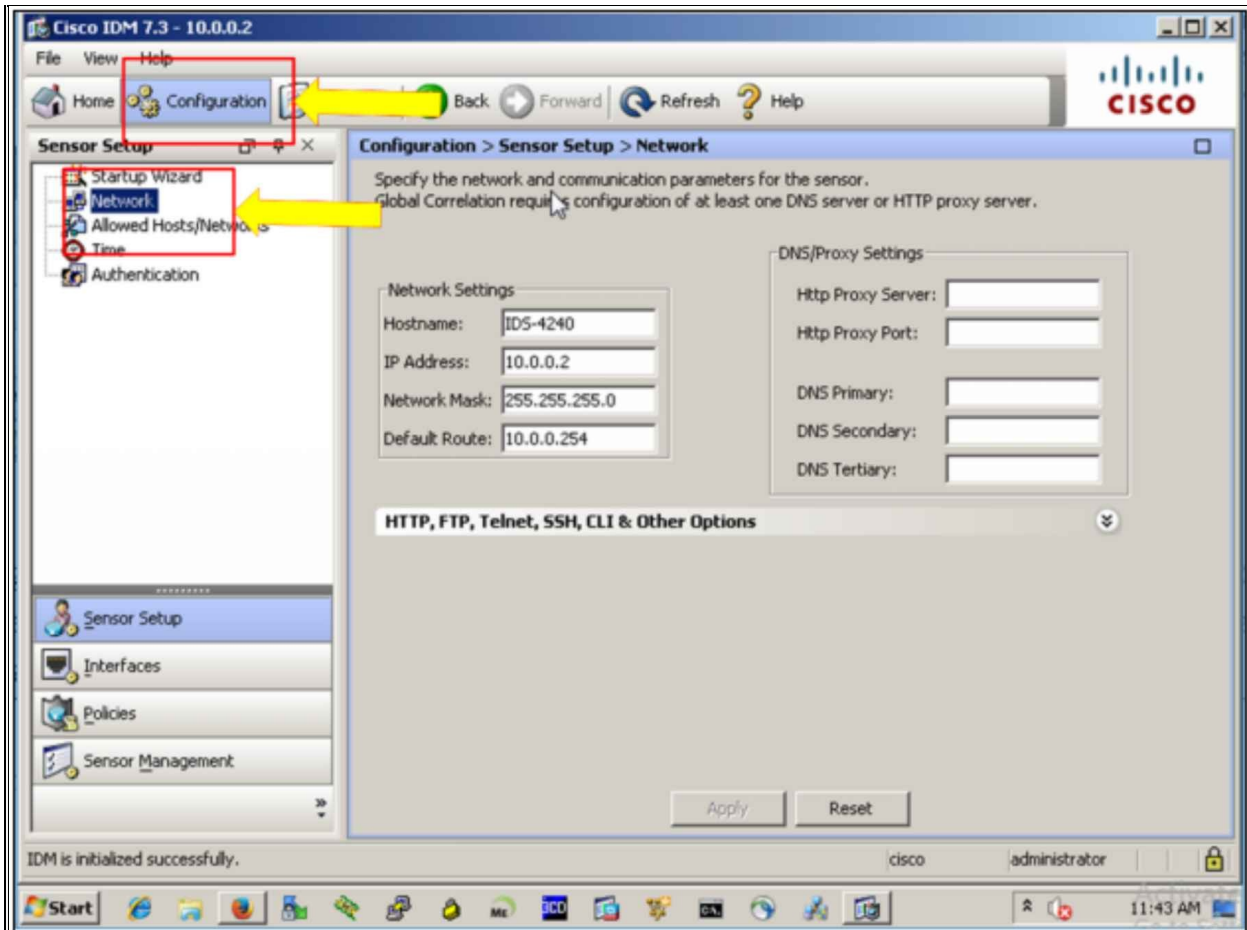 Cisco IDM 7.3 - 10.0.0.2
File View Help
Home Configuration Back Forward Refresh Help
CISCO
Sensor Setup
Startup Wizard
Network
Allowed Hosts/Networks
Time
Authentication
Configuration > Sensor Setup > Network
Specify the network and communication parameters for the sensor.
Global Correlation requires configuration of at least one DNS server or HTTP proxy server.
Network Settings
Hostname: IDS-4240
IP Address: 10.0.0.2
Network Mask: 255.255.255.0
Default Route: 10.0.0.254
DNS/Proxy Settings
Http Proxy Server:
Http Proxy Port:
DNS Primary:
DNS Secondary:
DNS Tertiary:
HTTP, FTP, Telnet, SSH, CLI & Other Options
Sensor Setup
Interfaces
Policies
Sensor Management
Apply Reset
IDM is initialized successfully.
cisco administrator
Start
11:43 AM